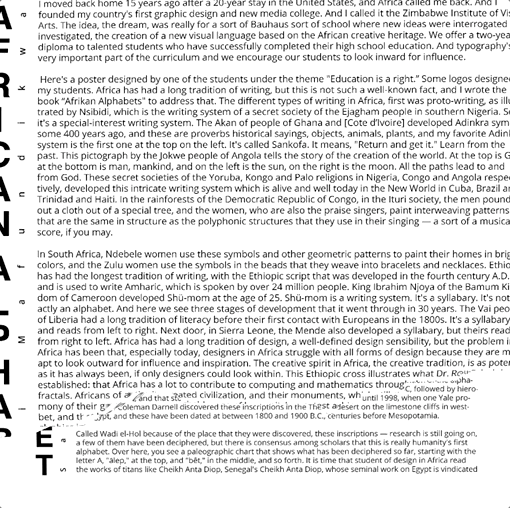 I moved back home 15 years ago after a 20-year stay in the United States, and Africa called me back. And I
founded my country's first graphic design and new media college. And I called it the Zimbabwe Institute of
Arts. The idea, the dream, was really for a sort of Bauhaus sort of school where new ideas were interrogated
investigated, the creation of a new visual language based on the African creative heritage. We offer a two-yea
diploma to talented students who have successfully completed their high school education. And typography's
very important part of the curriculum and we encourage our students to look inward for influence.
Here's a poster designed by one of the students under the theme "Education is a right." Some logos designe
my students. Africa has had a long tradition of writing, but this is not such a well-known fact, and I wrote the
book "Afrikan Alphabets" to address that. The different types of writing in Africa, first was proto-writing, as illu
trated by Nsibidi, which is the writing system of a secret society of the Ejagham people in southern Nigeria. So
it's a special-interest writing system. The Akan of people of Ghana and [Cote d'Ivoire] developed Adinkra sym
some 400 years ago, and these are proverbs historical sayings, objects, animals, plants, and my favorite Adink
system is the first one at the top on the left. It's called Sankofa. It means, "Return and get it." Learn from the
past. This pictograph by the Jokwe people of Angola tells the story of the creation of the world. At the top is G
at the bottom is man, mankind, and on the left is the sun, on the right is the moon. All the paths lead to and
from God. These secret societies of the Yoruba, Kongo and Palo religions in Nigeria, Congo and Angola respec
tively, developed this intricate writing system which is alive and well today in the New World in Cuba, Brazil an
Trinidad and Haiti. In the rainforests of the Democratic Republic of Congo, in the Ituri society, the men pound
out a cloth out of a special tree, and the women, who are also the praise singers, paint interweaving patterns
that are the same in structure as the polyphonic structures that they use in their singing — a sort of a musica
score, if you may.
In South Africa, Ndebele women use these symbols and other geometric patterns to paint their homes in brig
colors, and the Zulu women use the symbols in the beads that they weave into bracelets and necklaces. Ethio
has had the longest tradition of writing, with the Ethiopic script that was developed in the fourth century A.D.
and is used to write Amharic, which is spoken by over 24 million people. King Ibrahim Njoya of the Bamum Ki
dom of Cameroon developed Shü-mom at the age of 25. Shü-mom is a writing system. It's a syllabary. It's not
actly an alphabet. And here we see three stages of development that it went through in 30 years. The Vai peo
of Liberia had a long tradition of literacy before their first contact with Europeans in the 1800s. It's a syllabary
and reads from left to right. Next door, in Sierra Leone, the Mende also developed a syllabary, but theirs read
from right to left. Africa has had a long tradition of design, a well-defined design sensibility, but the problem i
Africa has been that, especially today, designers in Africa struggle with all forms of design because they are m
apt to look outward for influence and inspiration. The creative spirit in Africa, the creative tradition, is as poter
as it has always been, if only designers could look within. This Ethiopic cross illustrates what Dr.
established: that Africa has a lot to contribute to computing and mathematics through
fractals. Africans of civilization, and their monuments,
mony of their
bet, and
alpha-
C, followed by hiero-
and that until 1998, when one Yale pro-
oleman Darnell discovered these inscriptions in the desert on the limestone cliffs in west-
and these have been dated at between 1800 and 1900 B.C., centuries before Mesopotamia.
Called Wadi el-Hol because of the place that they were discovered, these inscriptions — research is still going on,
a few of them have been deciphered, but there is consensus among scholars that this is really humanity's first
alphabet. Over here, you see a paleographic chart that shows what has been deciphered so far, starting with the
letter A, "ālep," at the top, and "bêt," in the middle, and so forth. It is time that student of design in Africa read
the works of titans like Cheikh Anta Diop, Senegal's Cheikh Anta Diop, whose seminal work on Egypt is vindicated